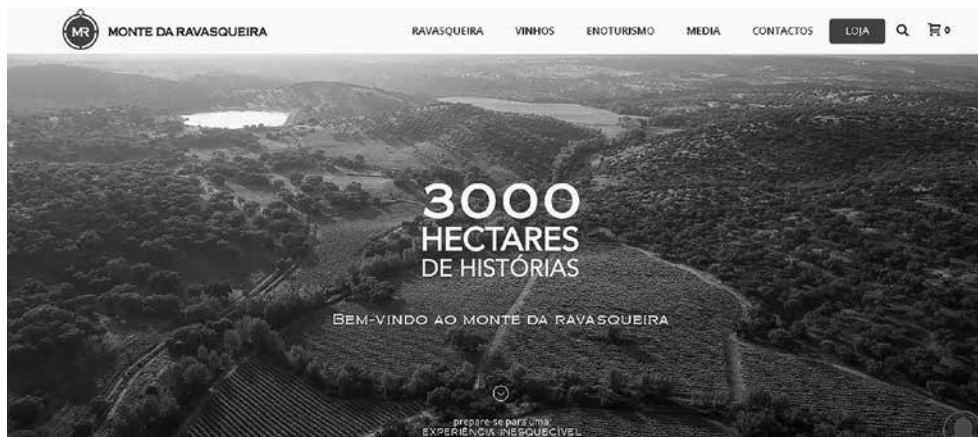 MR MONTE DA RAVASQUEIRA RAVASQUEIRA VINHOS ENOTURISMO MEDIA CONTACTOS LOJA 0
3000
HECTARES
DE HISTÓRIAS
BEM-VINDO AO MONTE DA RAVASQUEIRA
prepare-se para uma
EXPERIÊNCIA INESQUECÍVEL